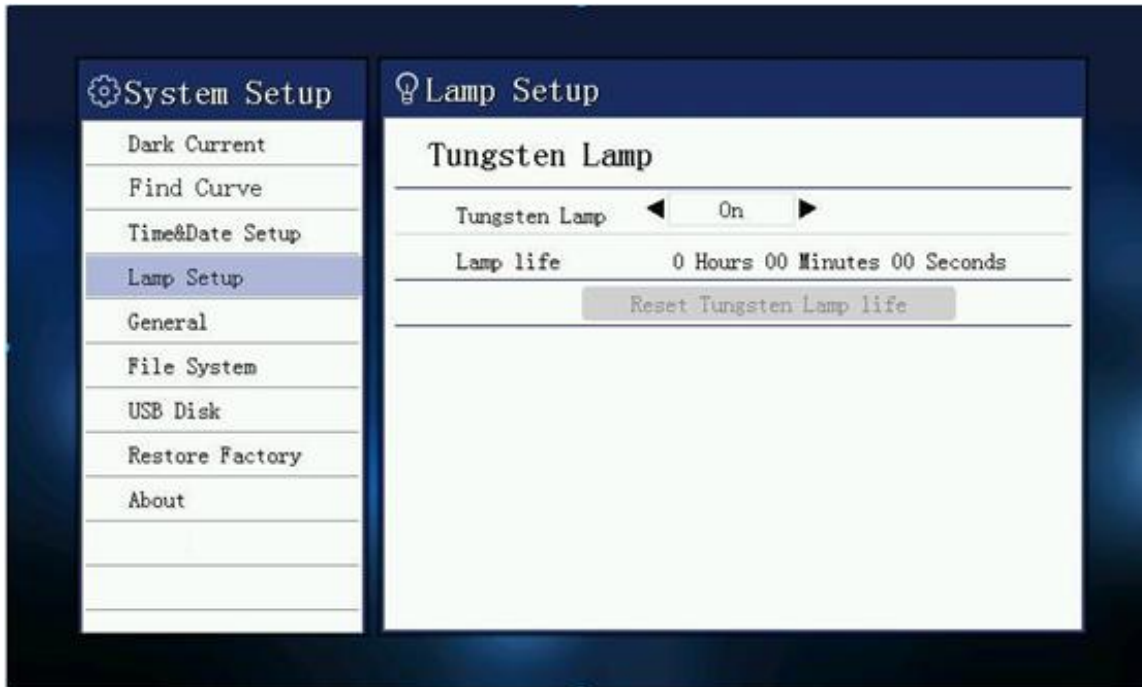 System Setup
Dark Current
Find Curve
Time&Date Setup
Lamp Setup
General
File System
USB Disk
Restore Factory
About
Lamp Setup
Tungsten Lamp
Tungsten Lamp On
Lamp life 0 Hours 00 Minutes 00 Seconds
Reset Tungsten Lamp life